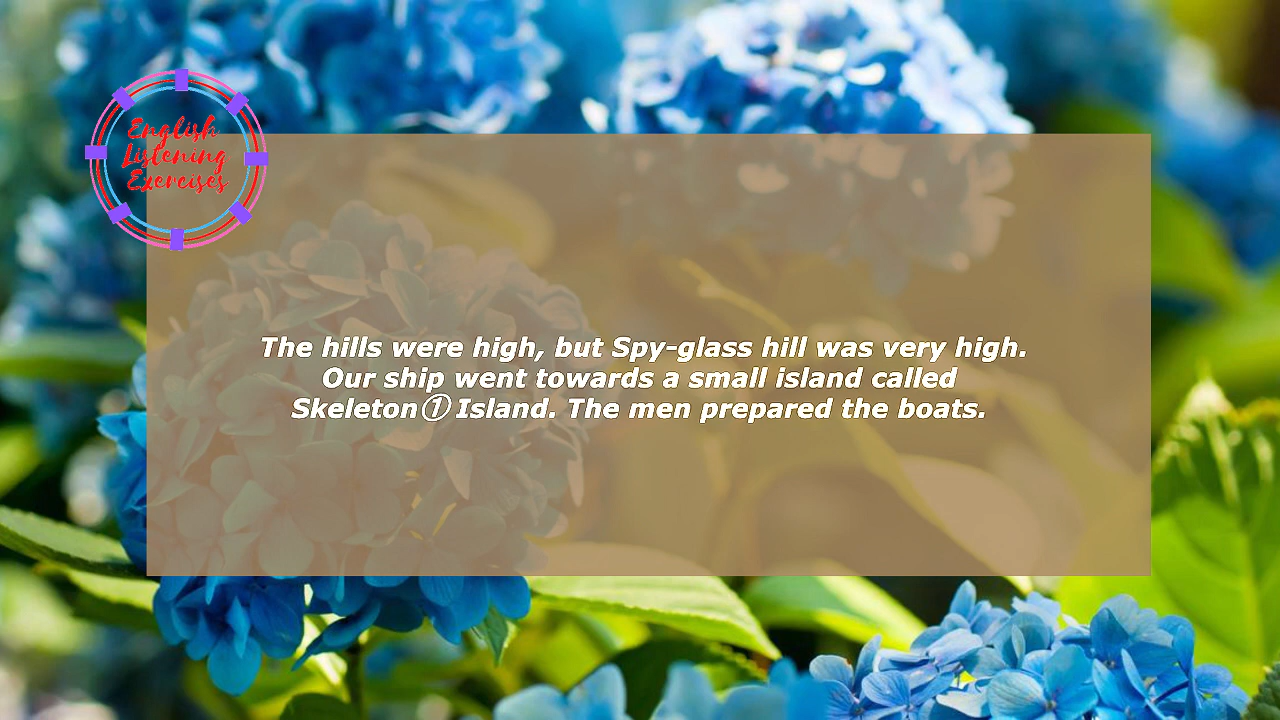 English
Listening
Exercises
The hills were high, but Spy-glass hill was very high.
Our ship went towards a small island called
Skeleton① Island. The men prepared the boats.